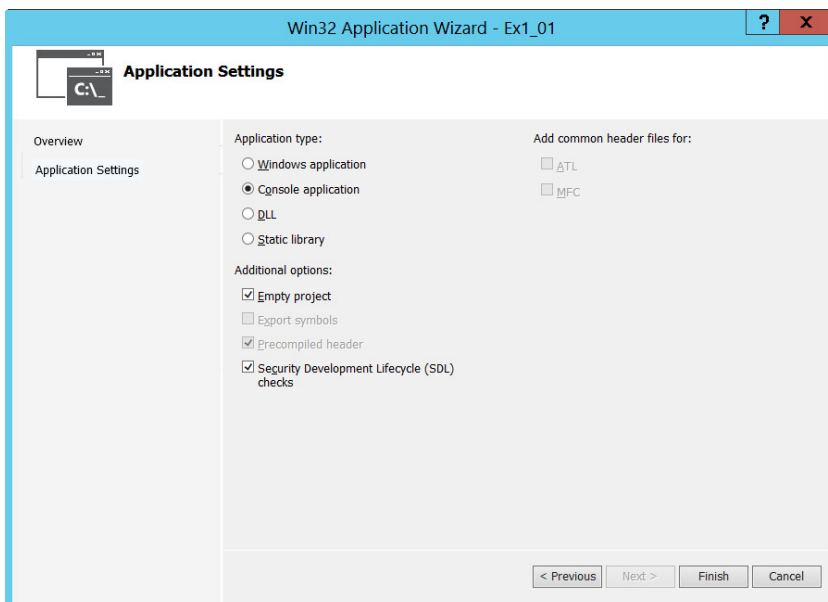 Win32 Application Wizard - Ex1_01
? X
C:\_
Application Settings
Overview
Application Settings
Application type:
Windows application
Console application
DLL
Static library
Additional options:
Empty project
Export symbols
Precompiled header
Security Development Lifecycle (SDL)
checks
Add common header files for:
ATL
MFC
< Previous
Next >
Finish
Cancel